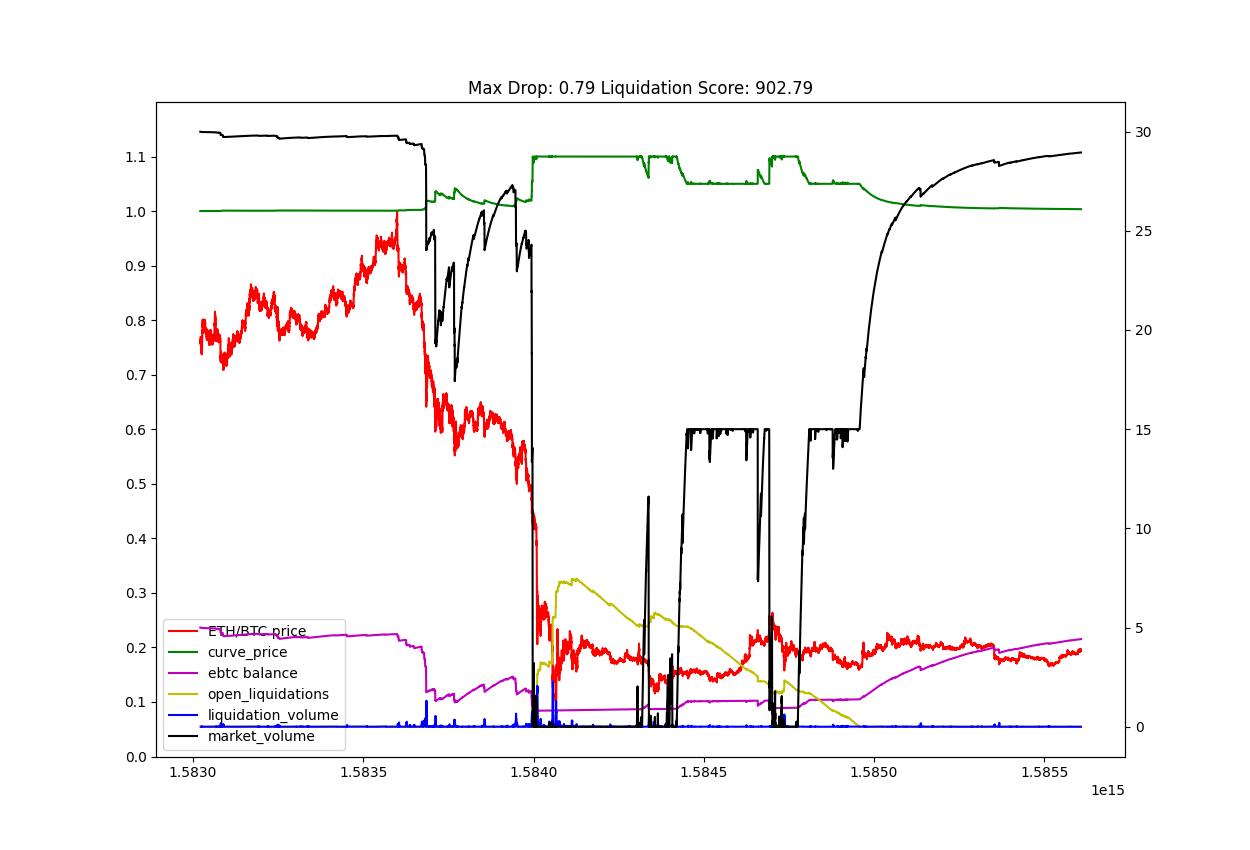 Max Drop: 0.79 Liquidation Score: 902.79
1.1
1.0
0.9
0.8
0.7
0.6
0.5
0.4
0.3
0.2
0.1
0.0
30
25
20
15
10
5
0
ETH/BTC price
curve_price
ebtc balance
open_liquidations
liquidation_volume
market_volume
1.5830 1.5835 1.5840 1.5845 1.5850 1.5855
1e15